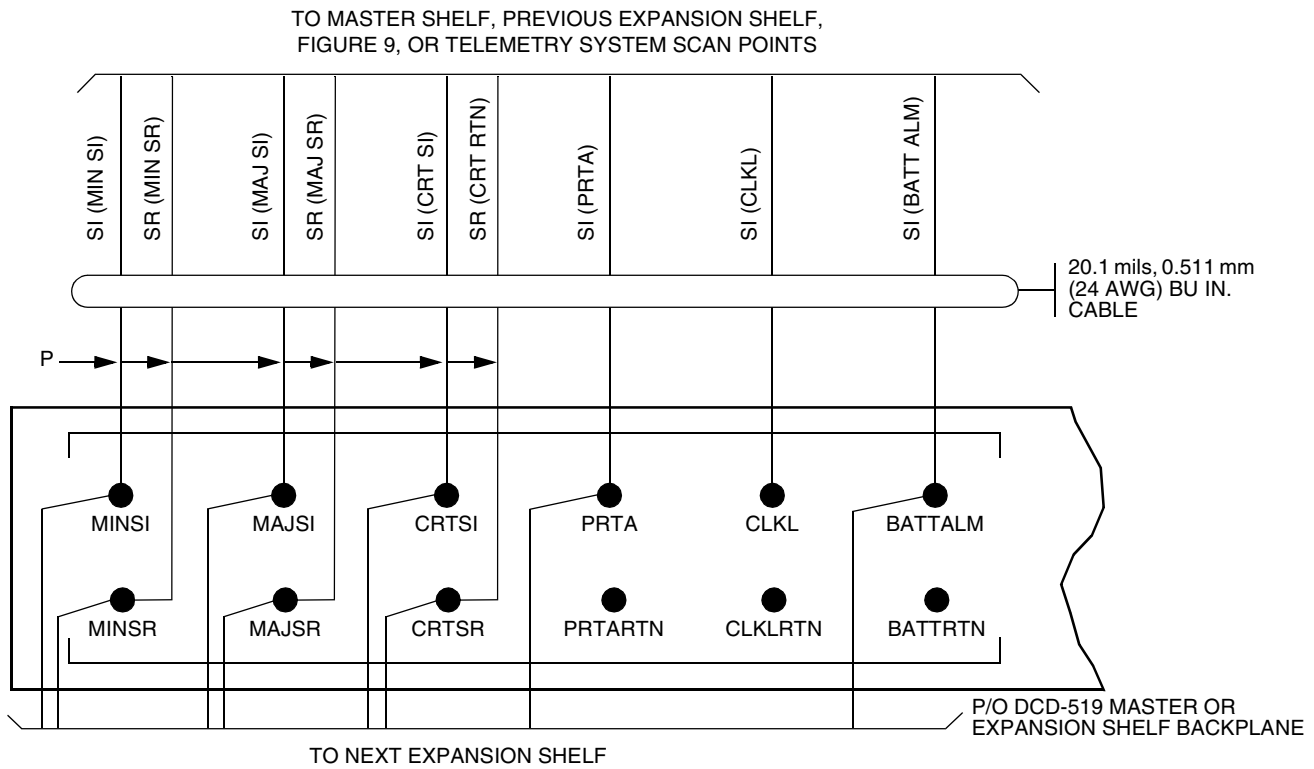 TO MASTER SHELF, PREVIOUS EXPANSION SHELF,
FIGURE 9, OR TELEMETRY SYSTEM SCAN POINTS
SI (MIN SI)
SR (MIN SR)
SI (MAJ SI)
SR (MAJ SR)
SI (CRT SI)
SR (CRT RTN)
SI (PRTA)
SI (CLKL)
SI (BATT ALM)
20.1 mils, 0.511 mm
(24 AWG) BU IN.
CABLE
P
MINSI
MAJSI
CRTSI
PRTA
CLKL
BATTALM
MINSR
MAJSR
CRTSR
PRTARTN
CLKLRTN
BATTRTN
P/O DCD-519 MASTER OR
EXPANSION SHELF BACKPLANE
TO NEXT EXPANSION SHELF